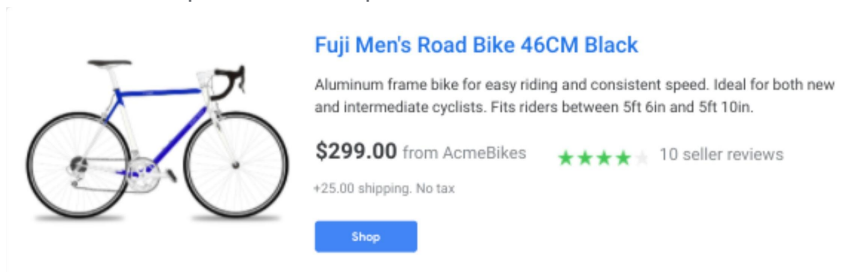 Fuji Men's Road Bike 46CM Black
Aluminum frame bike for easy riding and consistent speed. Ideal for both new
and intermediate cyclists. Fits riders between 5ft 6in and 5ft 10in.
$299.00 from AcmeBikes 10 seller reviews
+25.00 shipping. No tax
Shop